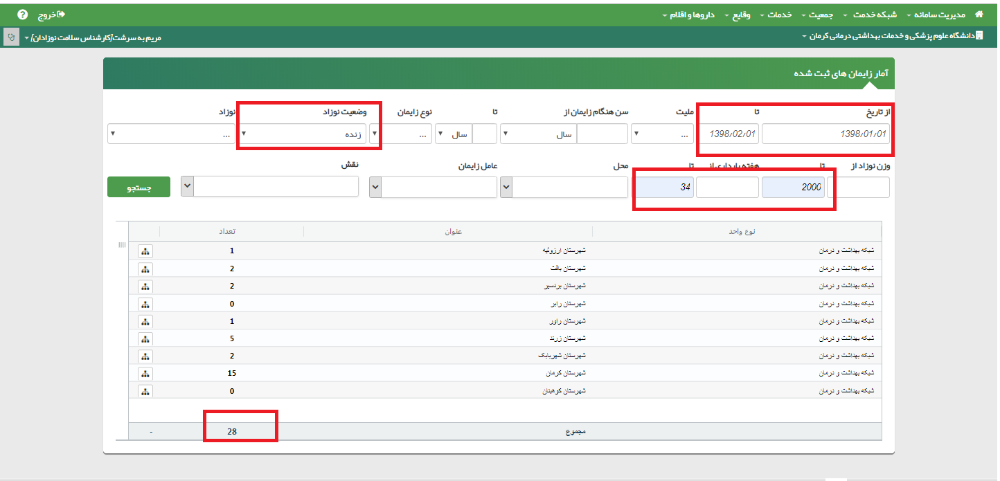 مدیریت سامانه شبکه خدمت جمعیت خدمات وقایع داروها و اقلام خروج ?
دانشگاه علوم پزشکی و خدمات بهداشتی درمانی کرمان مریم به سرشت[کارشناس سلامت نوزادان]
آمار زایمان های ثبت شده
از تاریخ تا ملیت سن هنگام زایمان از تا نوع زایمان وضعیت نوزاد نوزاد
1398/01/01 1398/02/01 ... سال سال ... زنده ...
وزن نوزاد از تا هفته بارداری از تا محل عامل زایمان نقش
2000 34 جستجو
نوع واحد عنوان تعداد
شبکه بهداشت و درمان شهرستان ارزوئیه 1
شبکه بهداشت و درمان شهرستان بافت 2
شبکه بهداشت و درمان شهرستان بردسیر 2
شبکه بهداشت و درمان شهرستان رابر 0
شبکه بهداشت و درمان شهرستان راور 1
شبکه بهداشت و درمان شهرستان زرند 5
شبکه بهداشت و درمان شهرستان شهربابک 2
شبکه بهداشت و درمان شهرستان کرمان 15
شبکه بهداشت و درمان شهرستان کوهبنان 0
مجموع 28 -